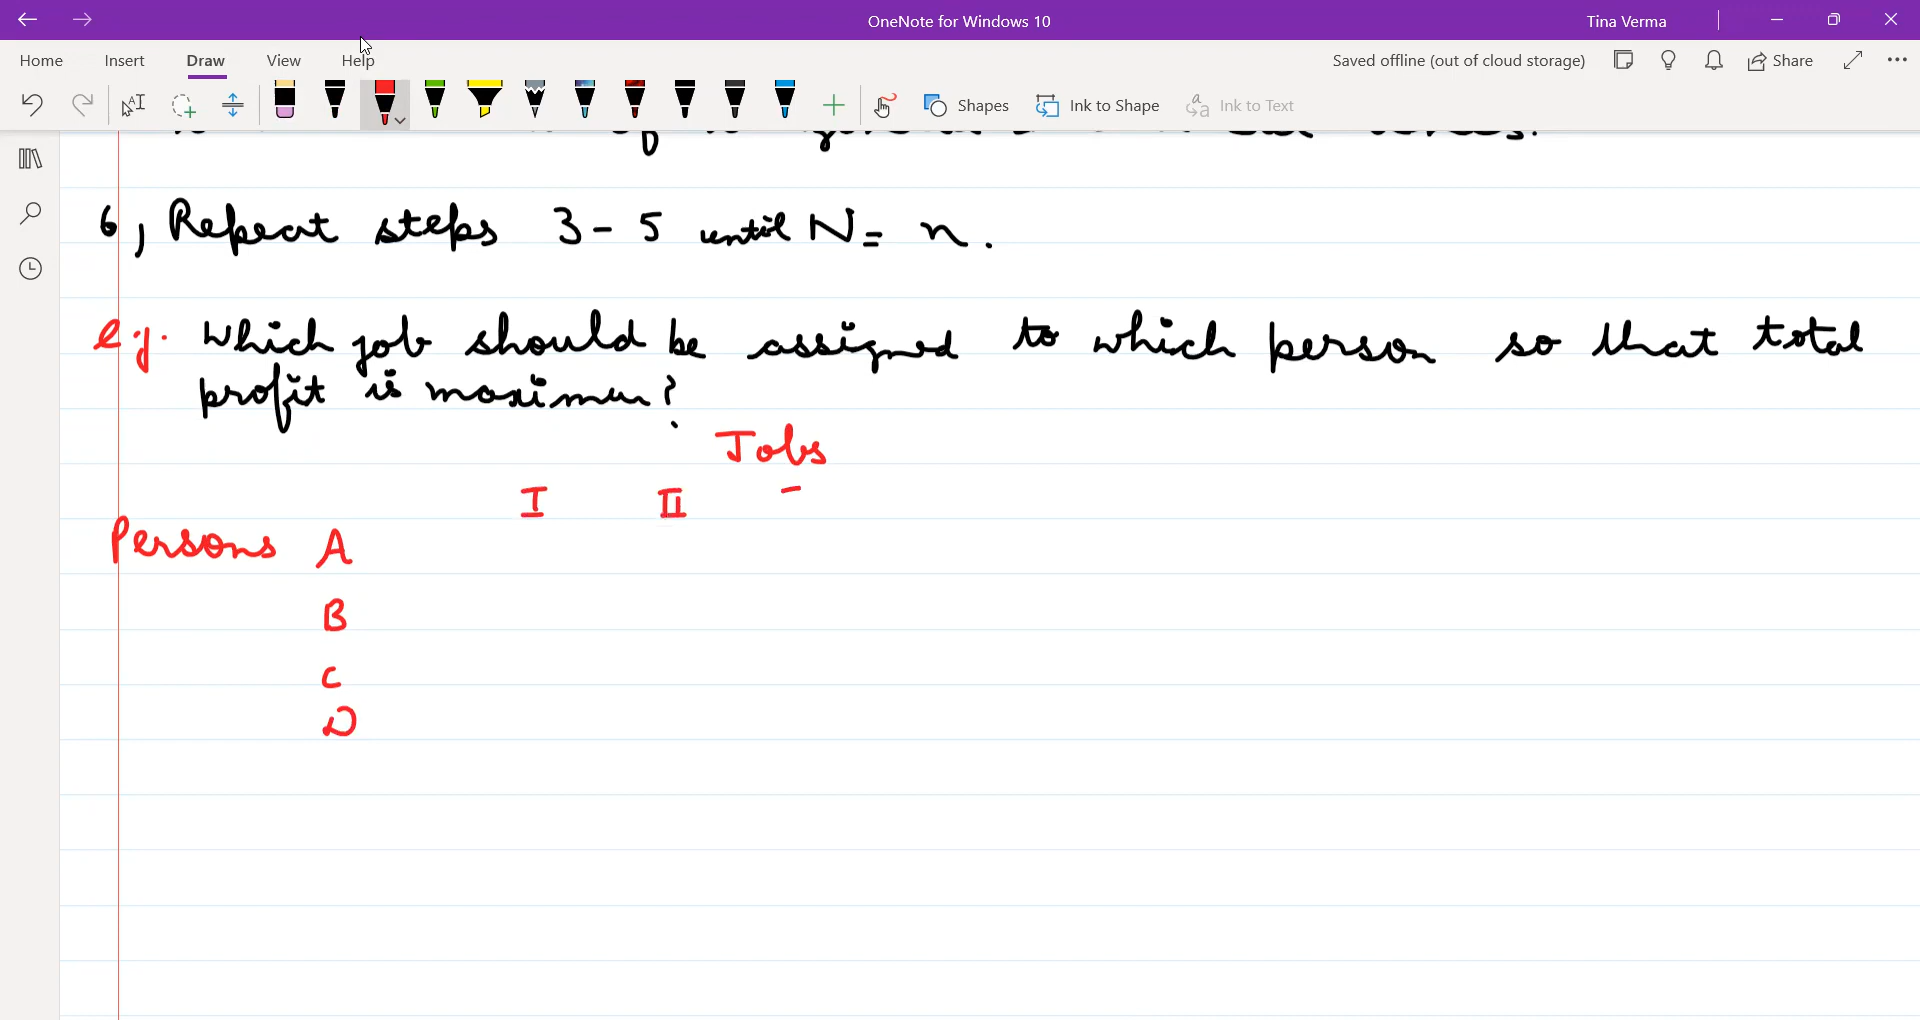 OneNote for Windows 10
Tina Verma
Home Insert Draw View Help
Saved offline (out of cloud storage) Share
Shapes Ink to Shape Ink to Text
6, Repeat steps 3-5 until N = n.
eg. Which job should be assigned to which person so that total
profit is maximum?
Jobs
I II
Persons A
B
C
D